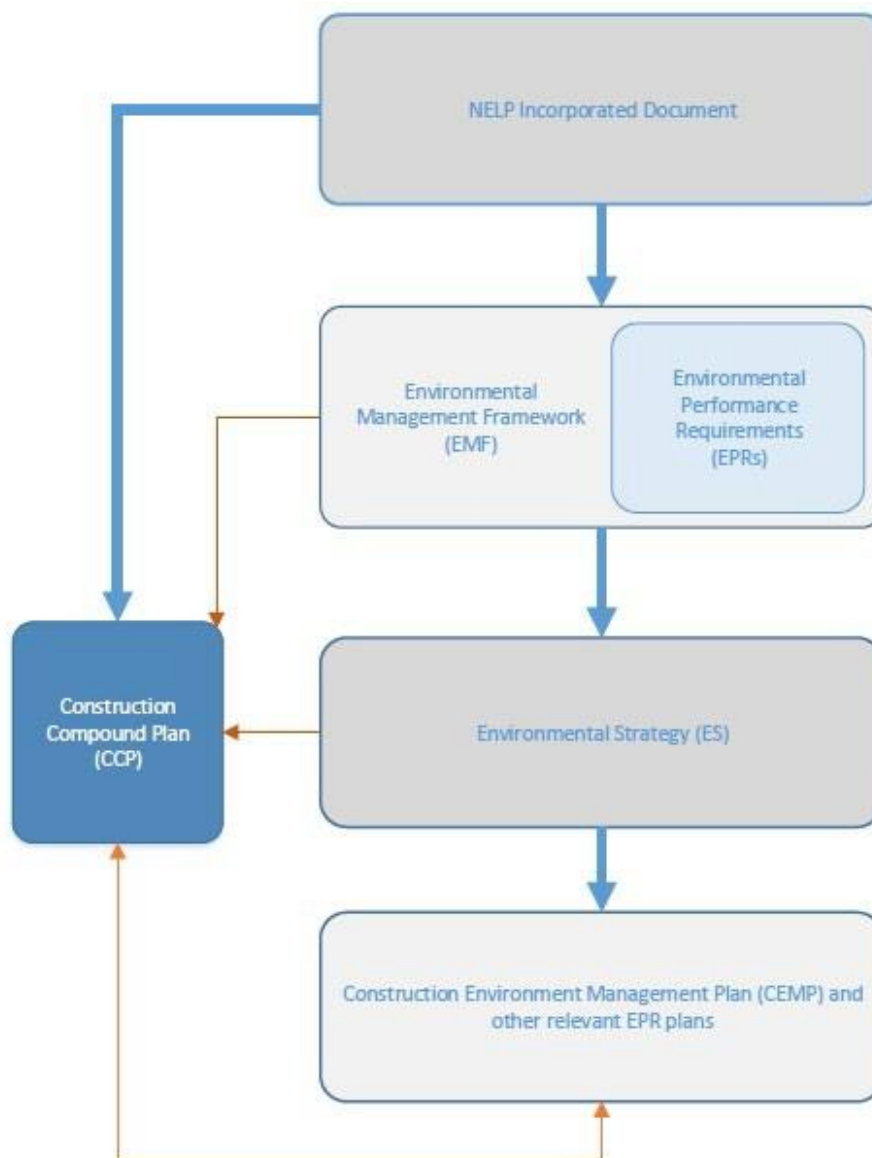 NELP Incorporated Document
Environmental
Management Framework
(EMF)
Environmental
Performance
Requirements
(EPRs)
Construction
Compound Plan
(CCP)
Environmental Strategy (ES)
Construction Environment Management Plan (CEMP) and
other relevant EPR plans